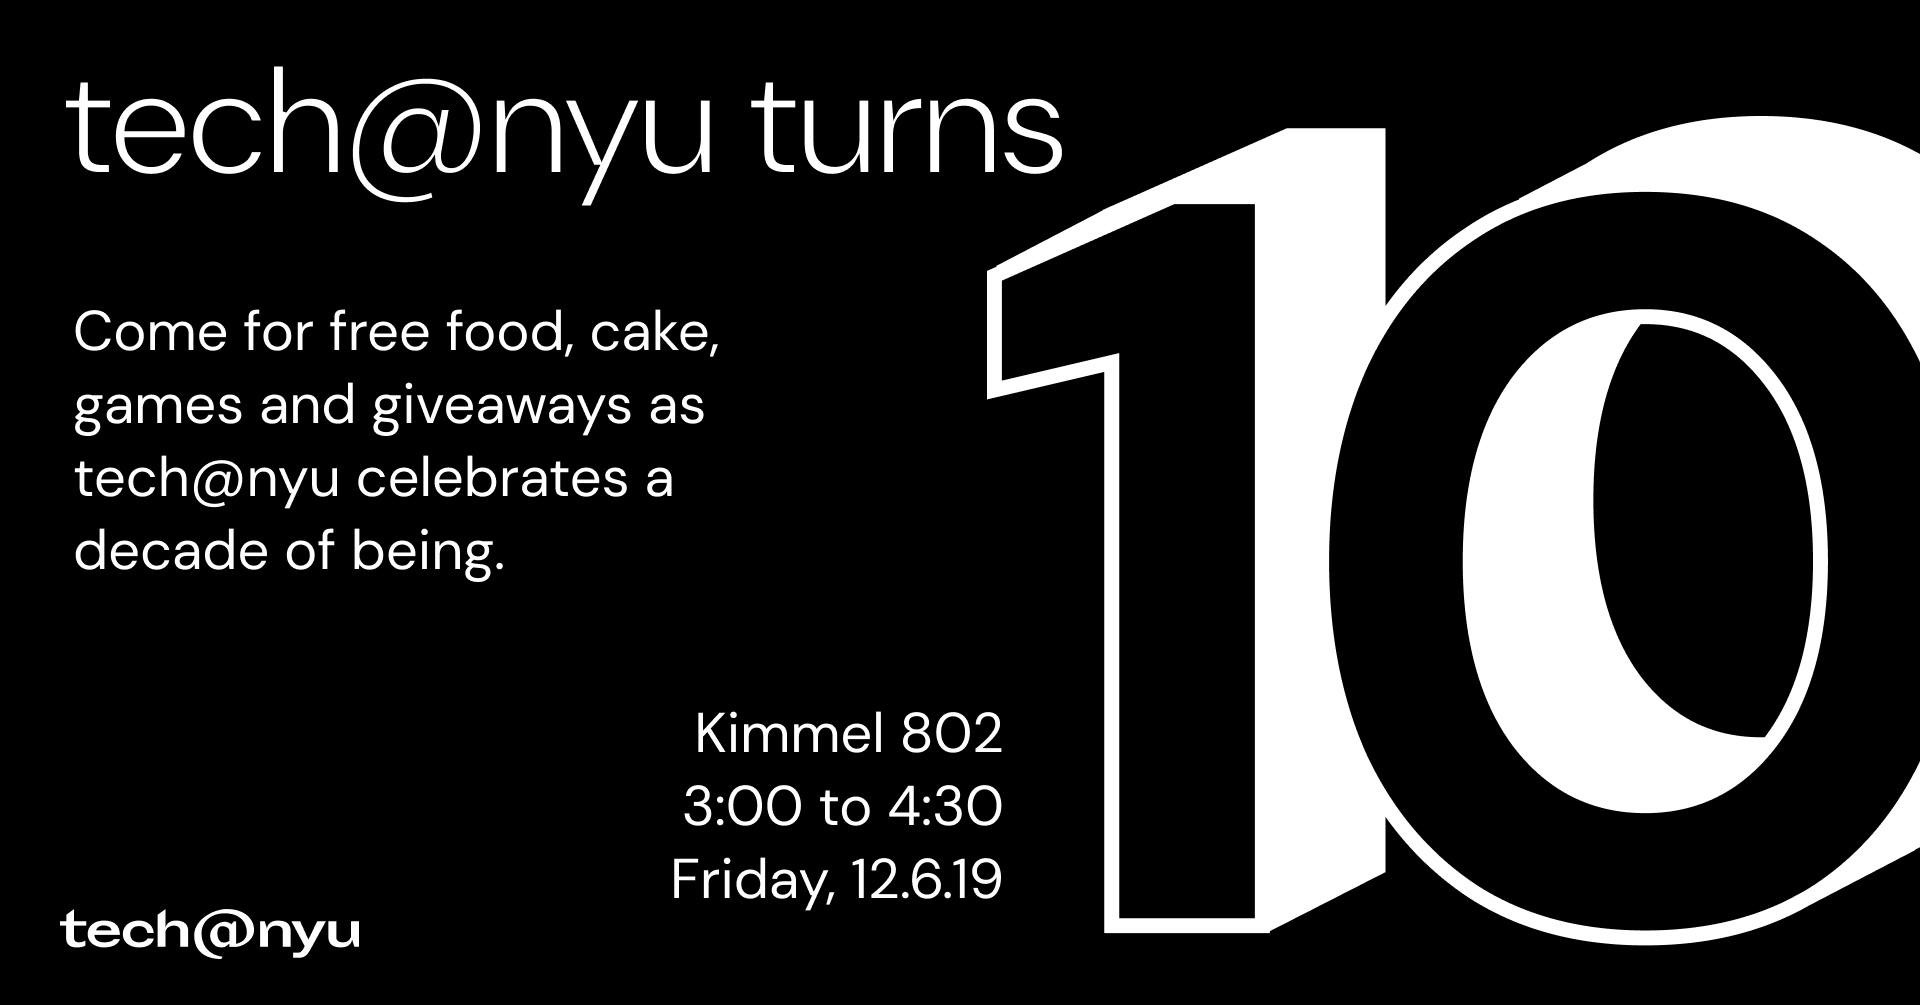 tech@nyu turns
10
Come for free food, cake,
games and giveaways as
tech@nyu celebrates a
decade of being.
Kimmel 802
3:00 to 4:30
Friday, 12.6.19
tech@nyu